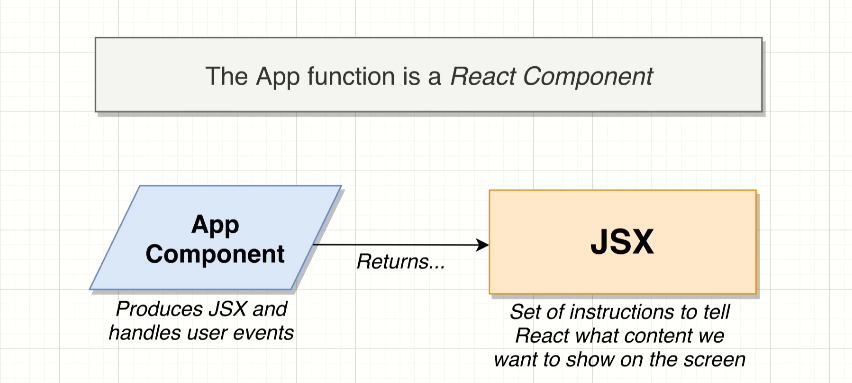 The App function is a React Component
App
Component
Returns...
JSX
Produces JSX and
handles user events
Set of instructions to tell
React what content we
want to show on the screen